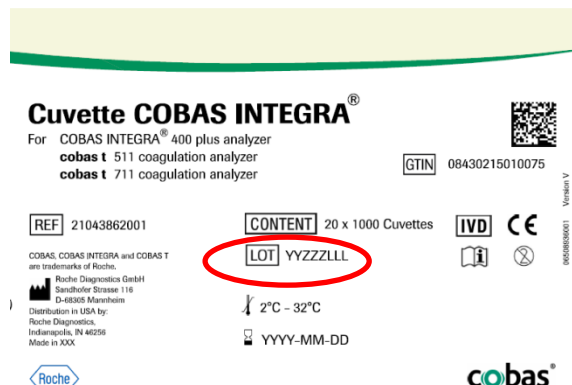 Cuvette COBAS INTEGRA®
For COBAS INTEGRA® 400 plus analyzer
cobas t 511 coagulation analyzer
cobas t 711 coagulation analyzer
GTIN 08430215010075
REF 21043862001
CONTENT 20 x 1000 Cuvettes
IVD CE
LOT YYZZZLLL
COBAS, COBAS INTEGRA and COBAS T
are trademarks of Roche.
Roche Diagnostics GmbH
Sandhofer Strasse 116
D-68305 Mannheim
Distribution in USA by:
Roche Diagnostics,
Indianapolis, IN 46256
Made in XXX
2°C - 32°C
YYYY-MM-DD
06508936001 Version V
Roche
cobas®